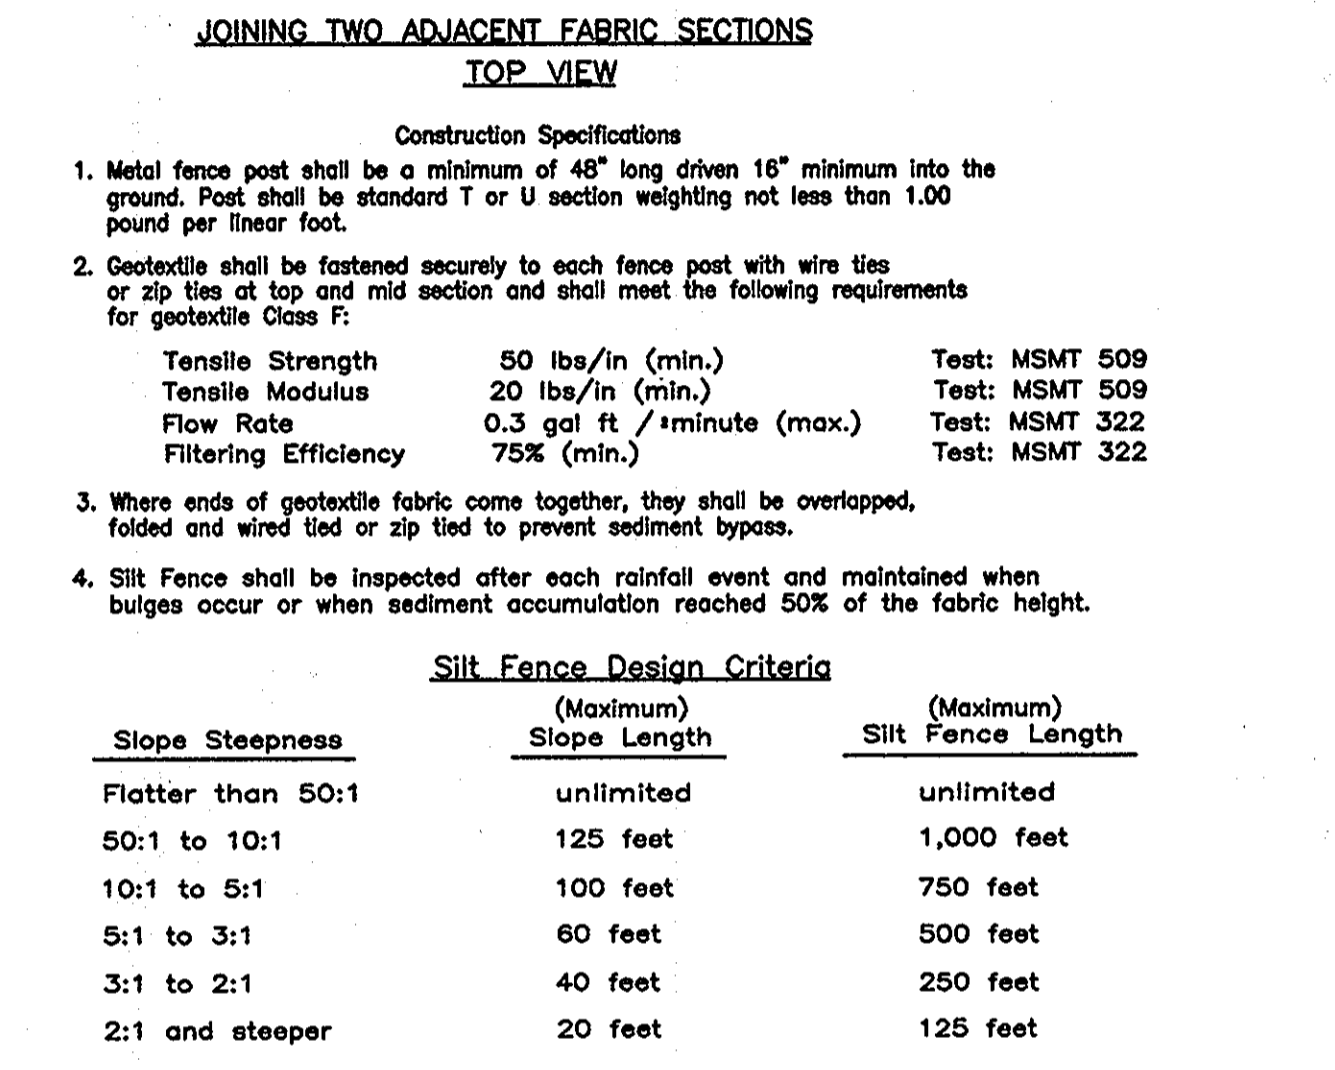 JOINING TWO ADJACENT FABRIC SECTIONS
TOP VIEW
Construction Specifications
1. Metal fence post shall be a minimum of 48" long driven 16" minimum into the
ground. Post shall be standard T or U section weighting not less than 1.00
pound per linear foot.
2. Geotextile shall be fastened securely to each fence post with wire ties
or zip ties at top and mid section and shall meet the following requirements
for geotextile Class F:
Tensile Strength 50 lbs/in (min.) Test: MSMT 509
Tensile Modulus 20 lbs/in (min.) Test: MSMT 509
Flow Rate 0.3 gal ft / minute (max.) Test: MSMT 322
Filtering Efficiency 75% (min.) Test: MSMT 322
3. Where ends of geotextile fabric come together, they shall be overlapped,
folded and wired tied or zip tied to prevent sediment bypass.
4. Silt Fence shall be inspected after each rainfall event and maintained when
bulges occur or when sediment accumulation reached 50% of the fabric height.
Silt Fence Design Criteria
(Maximum) (Maximum)
Slope Steepness Slope Length Silt Fence Length
Flatter than 50:1 unlimited unlimited
50:1 to 10:1 125 feet 1,000 feet
10:1 to 5:1 100 feet 750 feet
5:1 to 3:1 60 feet 500 feet
3:1 to 2:1 40 feet 250 feet
2:1 and steeper 20 feet 125 feet